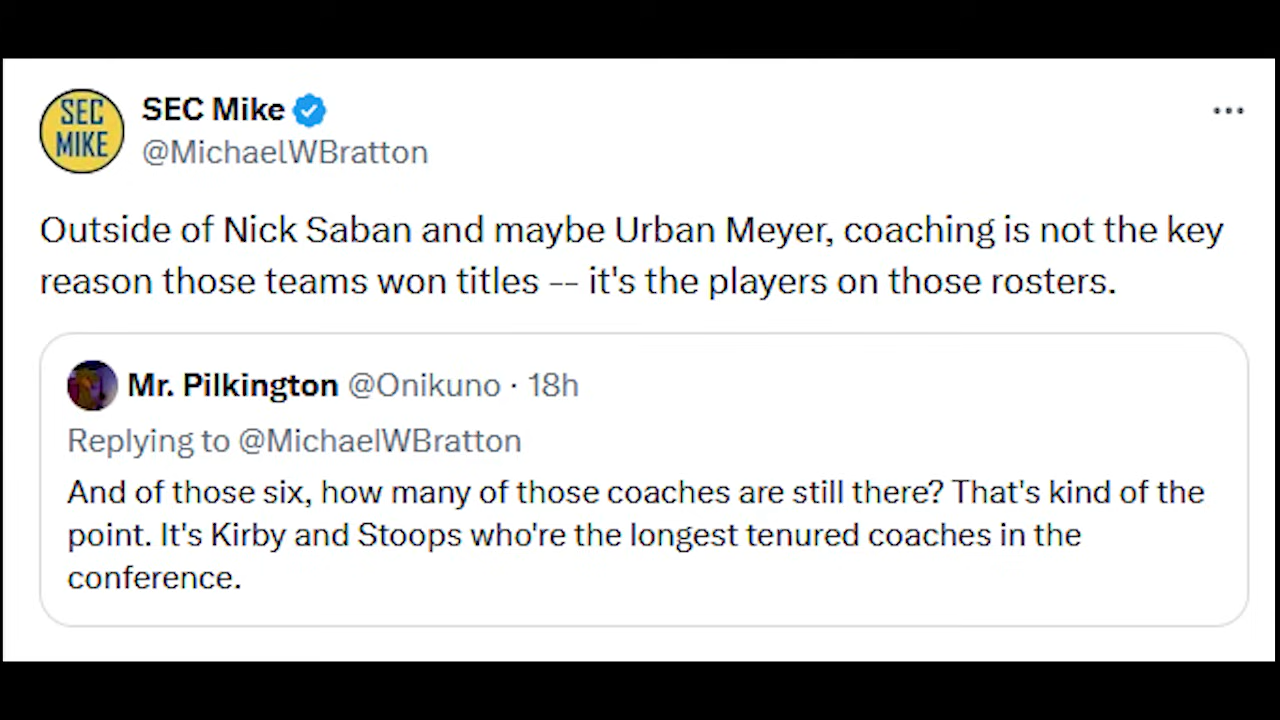 SEC
MIKE
SEC Mike
@MichaelWBratton
Outside of Nick Saban and maybe Urban Meyer, coaching is not the key
reason those teams won titles -- it's the players on those rosters.
Mr. Pilkington @Onikuno · 18h
Replying to @MichaelWBratton
And of those six, how many of those coaches are still there? That's kind of the
point. It's Kirby and Stoops who're the longest tenured coaches in the
conference.